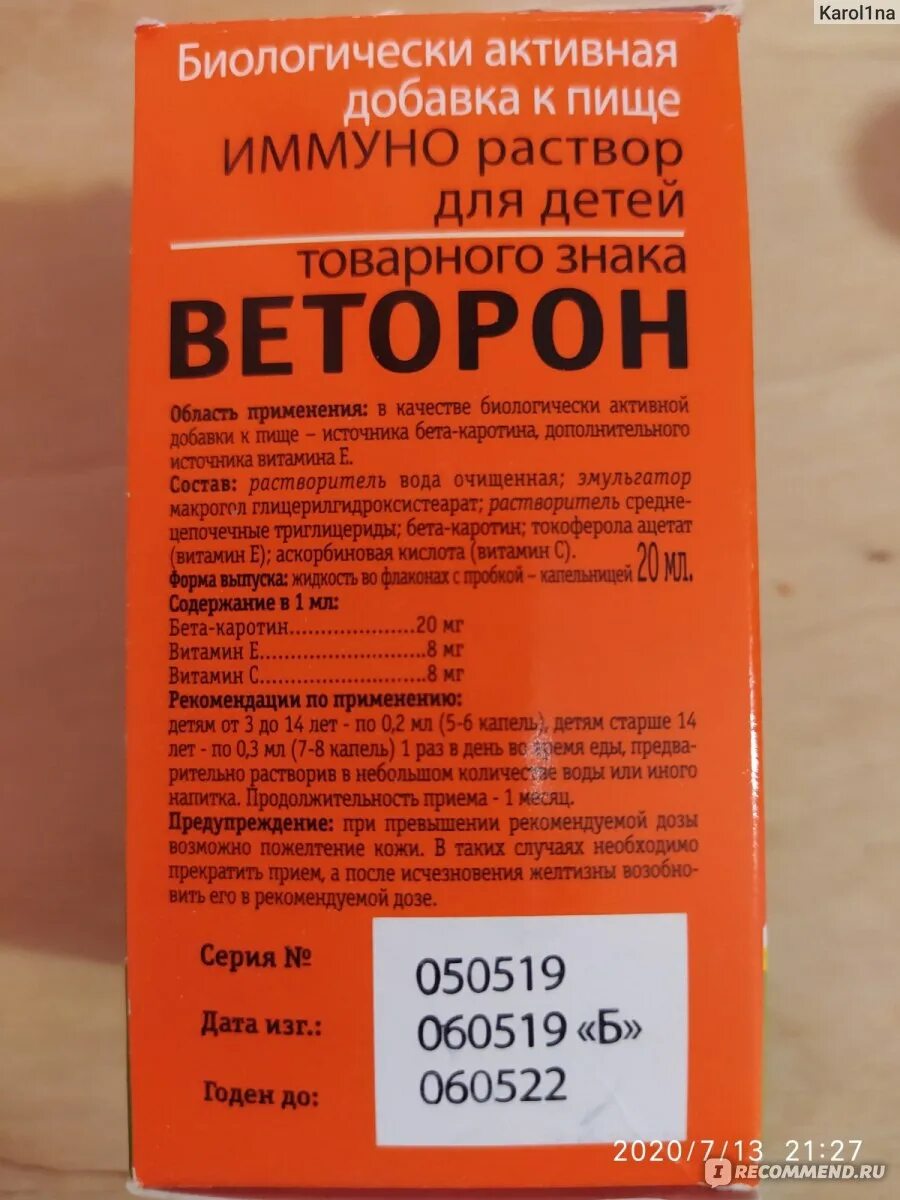 Karol1na
Биологически активная
добавка к пище
ИММУНО раствор
для детей
товарного знака
ВЕТОРОН
Область применения: в качестве биологически активной
добавки к пище – источника бета-каротина, дополнительного
источника витамина Е.
Состав: растворитель вода очищенная; эмульгатор
макрогол глицерилгидроксистеарат; растворитель средне-
цепочечные триглицериды; бета-каротин; токоферола ацетат
(витамин Е); аскорбиновая кислота (витамин С).
Форма выпуска: жидкость во флаконах с пробкой – капельницей 20 мл.
Содержание в 1 мл:
Бета-каротин....................20 мг
Витамин Е..........................8 мг
Витамин С..........................8 мг
Рекомендации по применению:
детям от 3 до 14 лет - по 0,2 мл (5-6 капель), детям старше 14
лет - по 0,3 мл (7-8 капель) 1 раз в день во время еды, предва-
рительно растворив в небольшом количестве воды или иного
напитка. Продолжительность приема - 1 месяц.
Предупреждение: при превышении рекомендуемой дозы
возможно пожелтение кожи. В таких случаях необходимо
прекратить прием, а после исчезновения желтизны возобно-
вить его в рекомендуемой дозе.
Серия № 050519
Дата изг.: 060519 «Б»
Годен до: 060522
2020/7/13 21:27
IRECOMMEND.RU